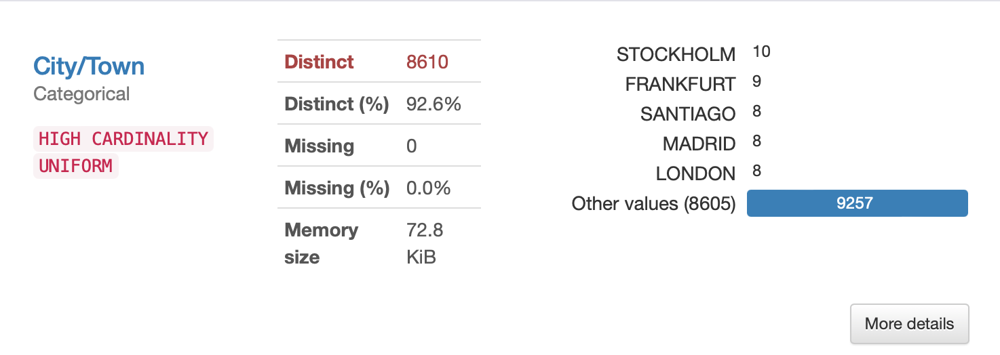 City/Town
Categorical
HIGH CARDINALITY
UNIFORM
Distinct 8610
Distinct (%) 92.6%
Missing 0
Missing (%) 0.0%
Memory 72.8
size KiB
STOCKHOLM 10
FRANKFURT 9
SANTIAGO 8
MADRID 8
LONDON 8
Other values (8605) 9257
More details